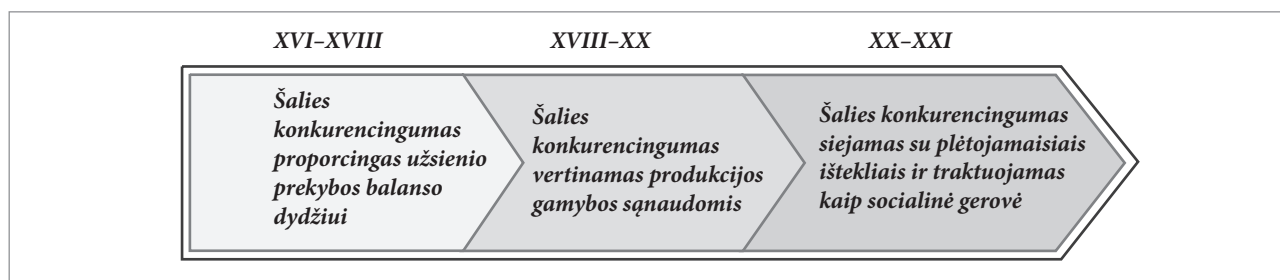 XVI–XVIII
XVIII–XX
XX–XXI
Šalies
konkurencingumas
proporcingas užsienio
prekybos balanso
dydžiui
Šalies
konkurencingumas
vertinamas produkcijos
gamybos sąnaudomis
Šalies konkurencingumas
siejamas su plėtojamaisiais
ištekliais ir traktuojamas
kaip socialinė gerovė